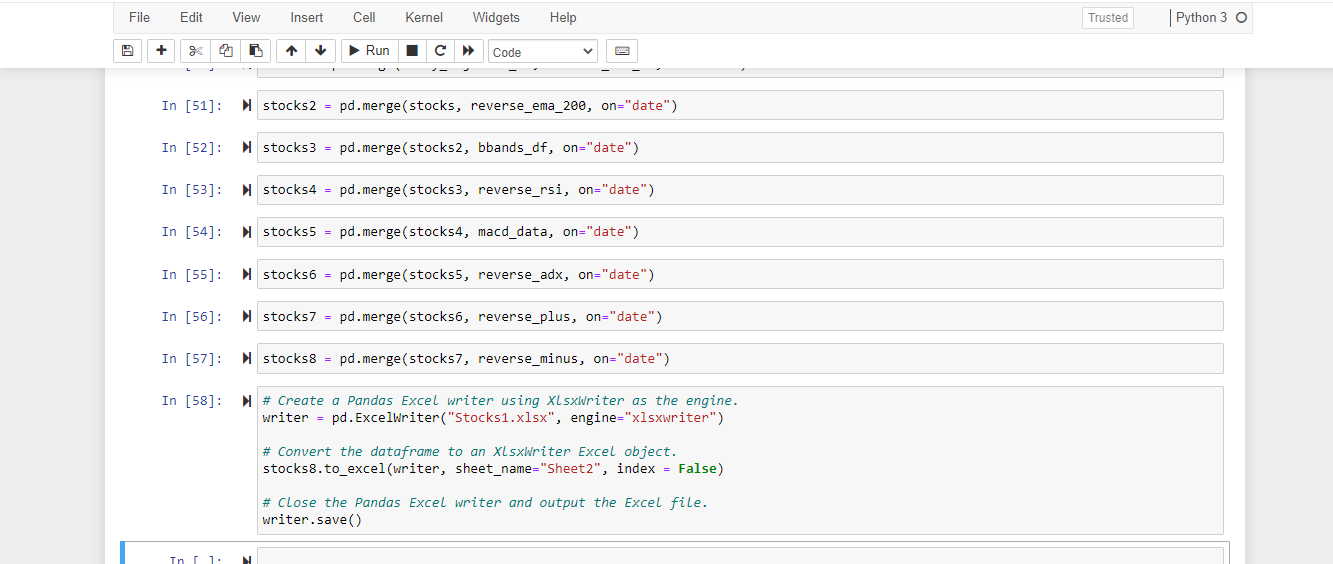 File Edit View Insert Cell Kernel Widgets Help Trusted Python 3
Run Code
In [51]: stocks2 = pd.merge(stocks, reverse_ema_200, on="date")
In [52]: stocks3 = pd.merge(stocks2, bbands_df, on="date")
In [53]: stocks4 = pd.merge(stocks3, reverse_rsi, on="date")
In [54]: stocks5 = pd.merge(stocks4, macd_data, on="date")
In [55]: stocks6 = pd.merge(stocks5, reverse_adx, on="date")
In [56]: stocks7 = pd.merge(stocks6, reverse_plus, on="date")
In [57]: stocks8 = pd.merge(stocks7, reverse_minus, on="date")
In [58]: # Create a Pandas Excel writer using XlsxWriter as the engine.
writer = pd.ExcelWriter("Stocks1.xlsx", engine="xlsxwriter")
# Convert the dataframe to an XlsxWriter Excel object.
stocks8.to_excel(writer, sheet_name="Sheet2", index = False)
# Close the Pandas Excel writer and output the Excel file.
writer.save()
In [ ]: